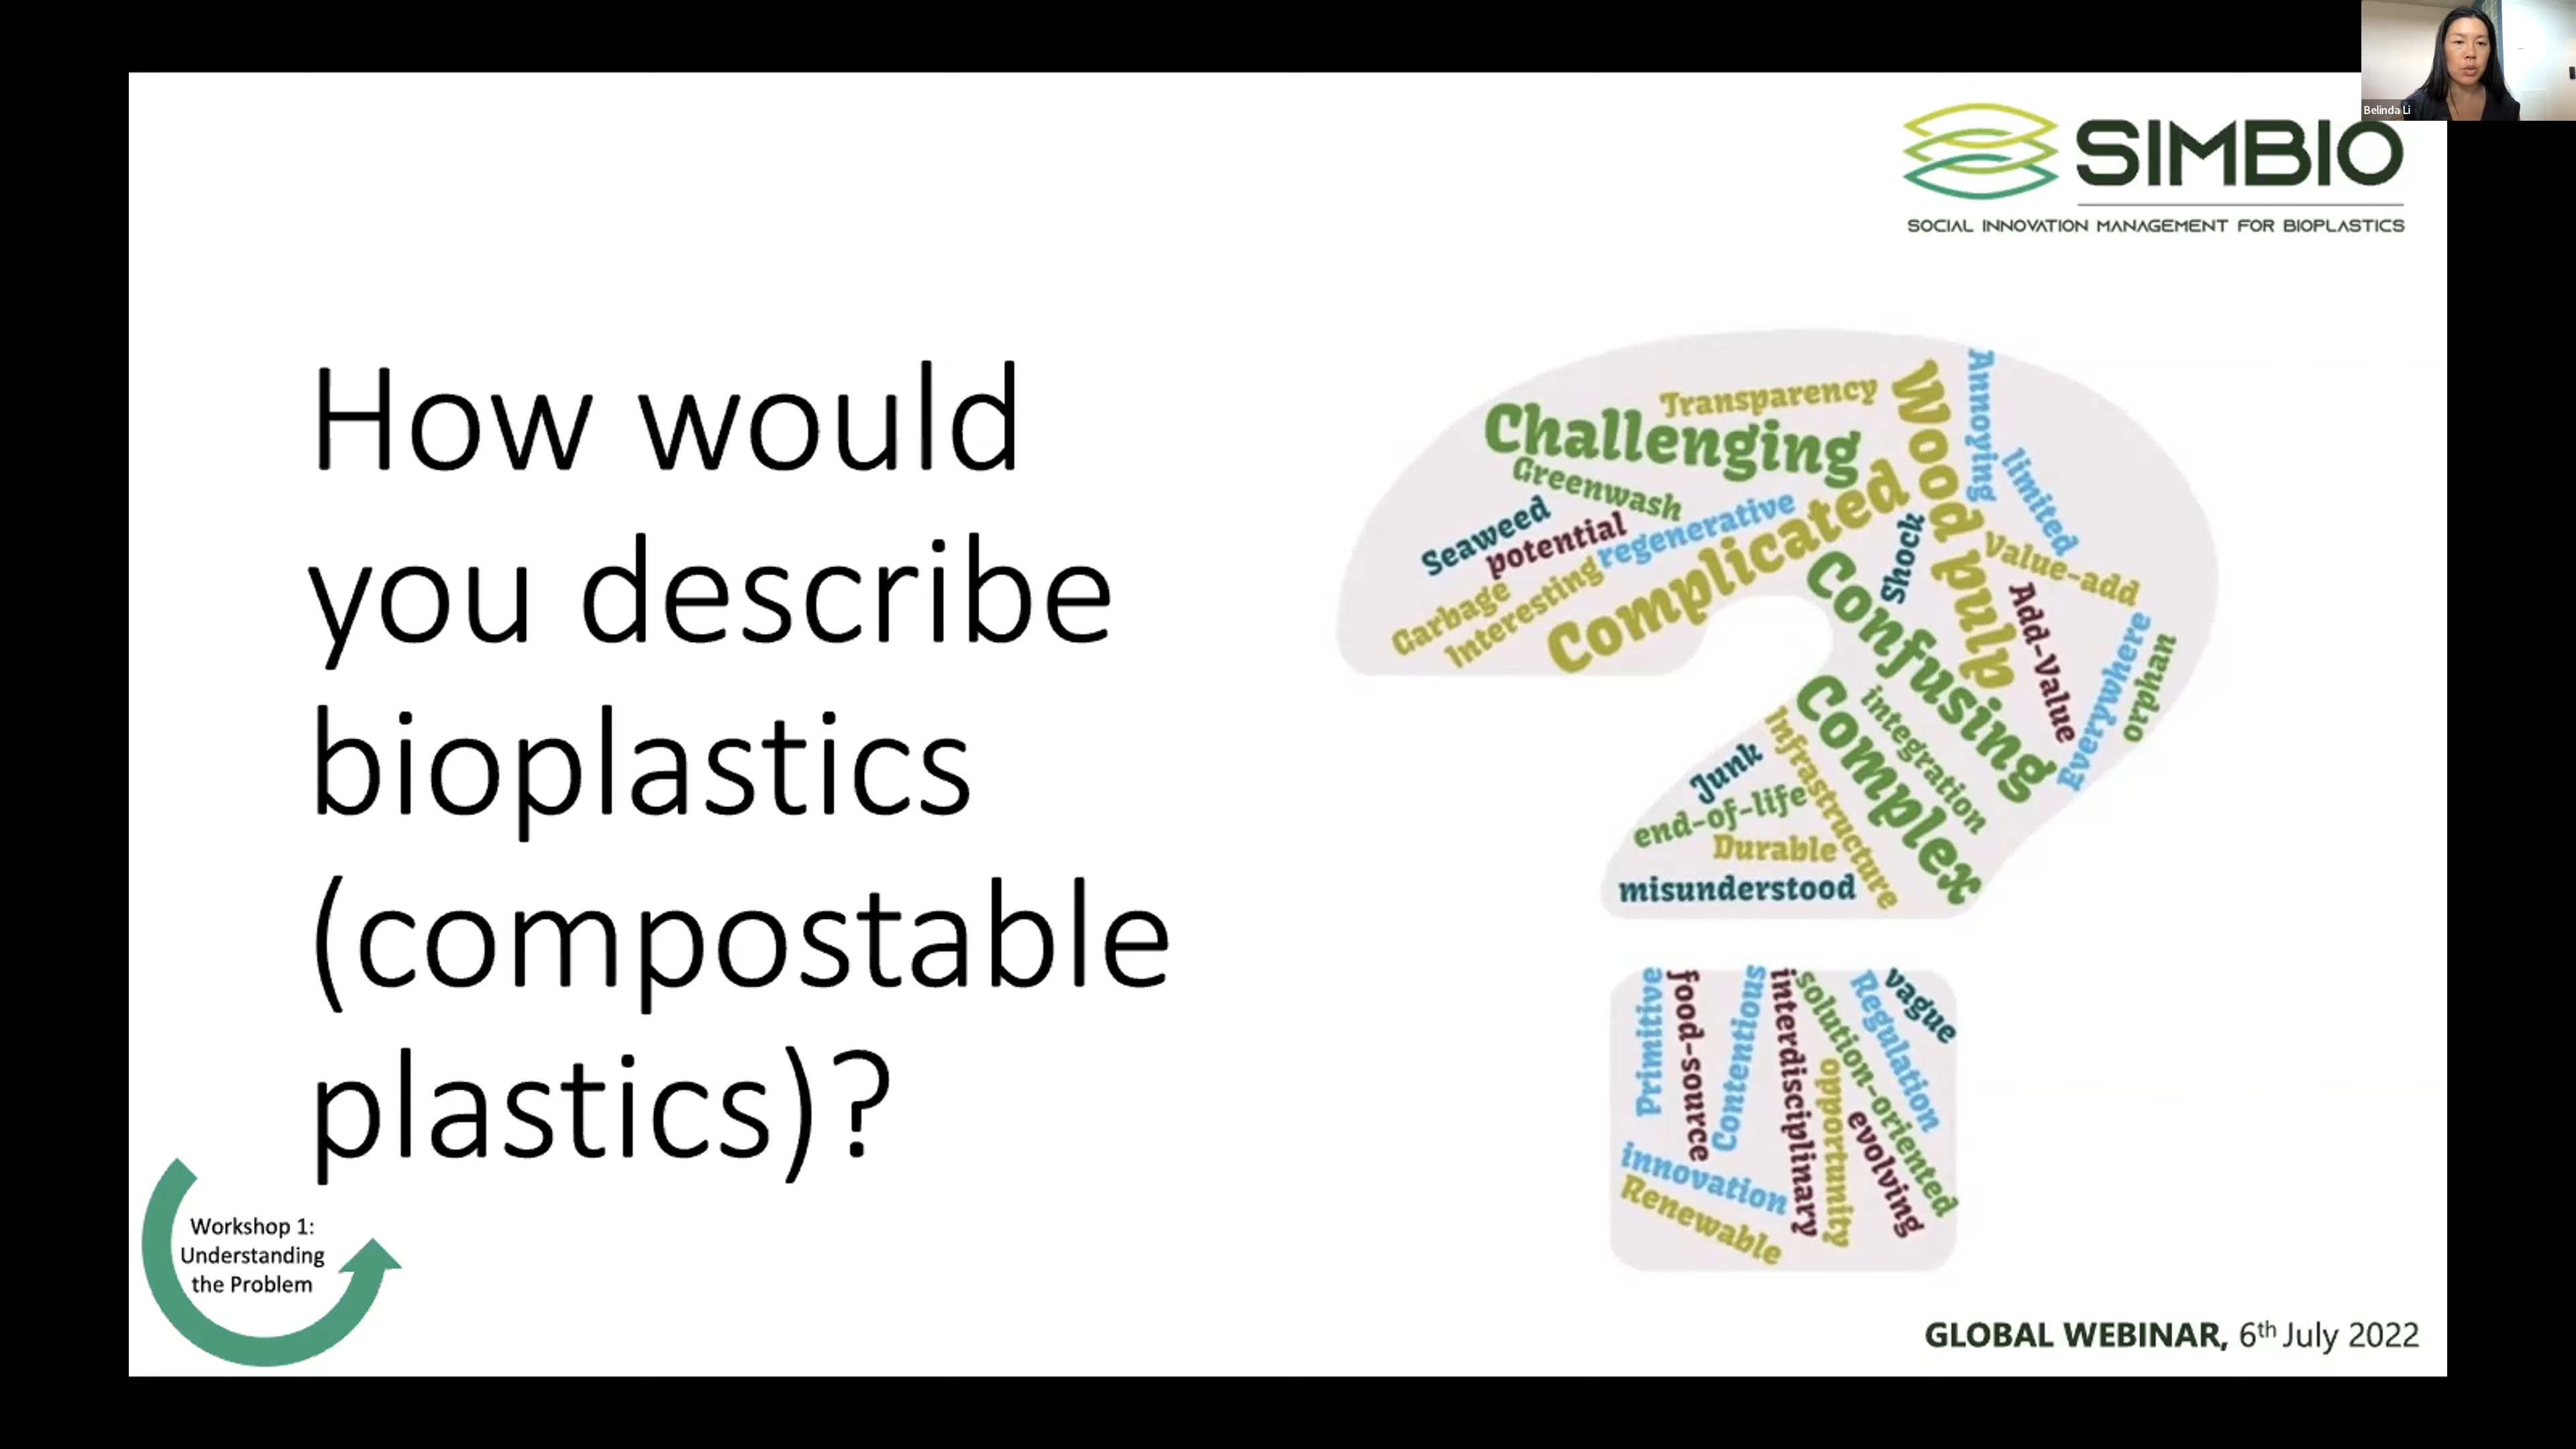 Belinda Li
SIMBIO
SOCIAL INNOVATION MANAGEMENT FOR BIOPLASTICS
How would
you describe
bioplastics
(compostable
plastics)?
Transparency
Challenging
Greenwash
Seaweed
potential
regenerative
Garbage
Interesting
Complicated
Wood pulp
Annoying
limited
Shock
Value-add
Confusing
Add-Value
Everywhere
orphan
Complex
integration
Infrastructure
Junk
end-of-life
Durable
misunderstood
Primitive
food-source
Contentious
interdisciplinary
solution-oriented
opportunity
Regulation
vague
evolving
innovation
Renewable
Workshop 1:
Understanding
the Problem
GLOBAL WEBINAR, 6th July 2022